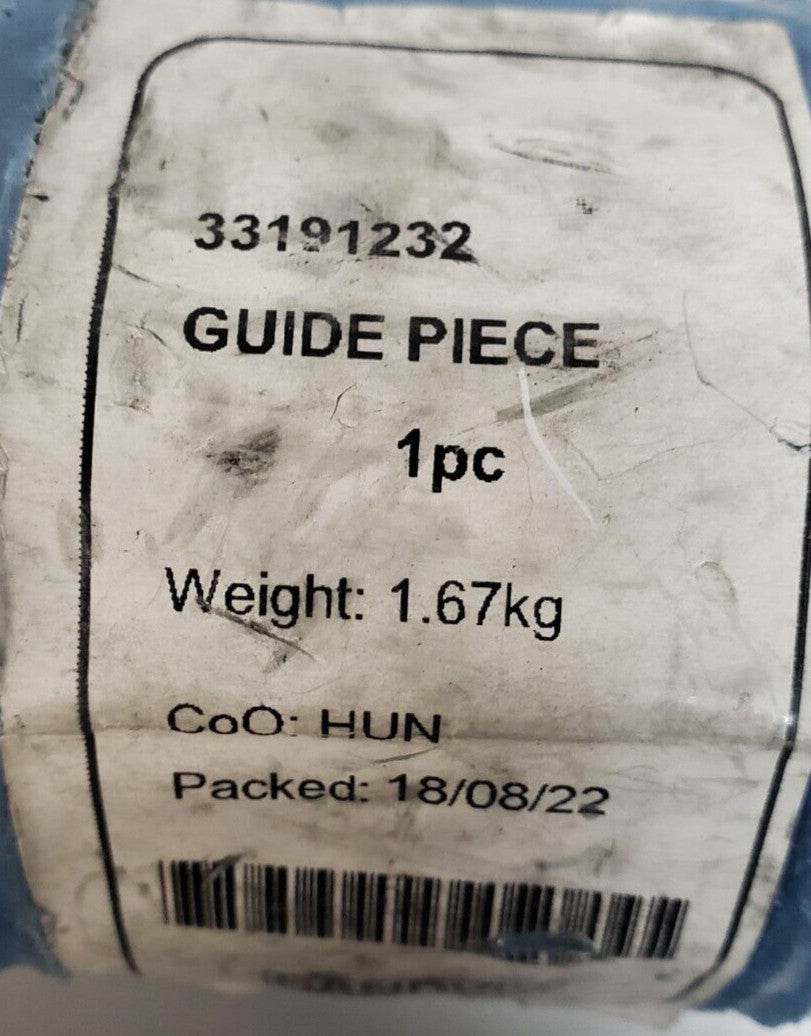 33191232
GUIDE PIECE
1pc
Weight: 1.67kg
CoO: HUN
Packed: 18/08/22